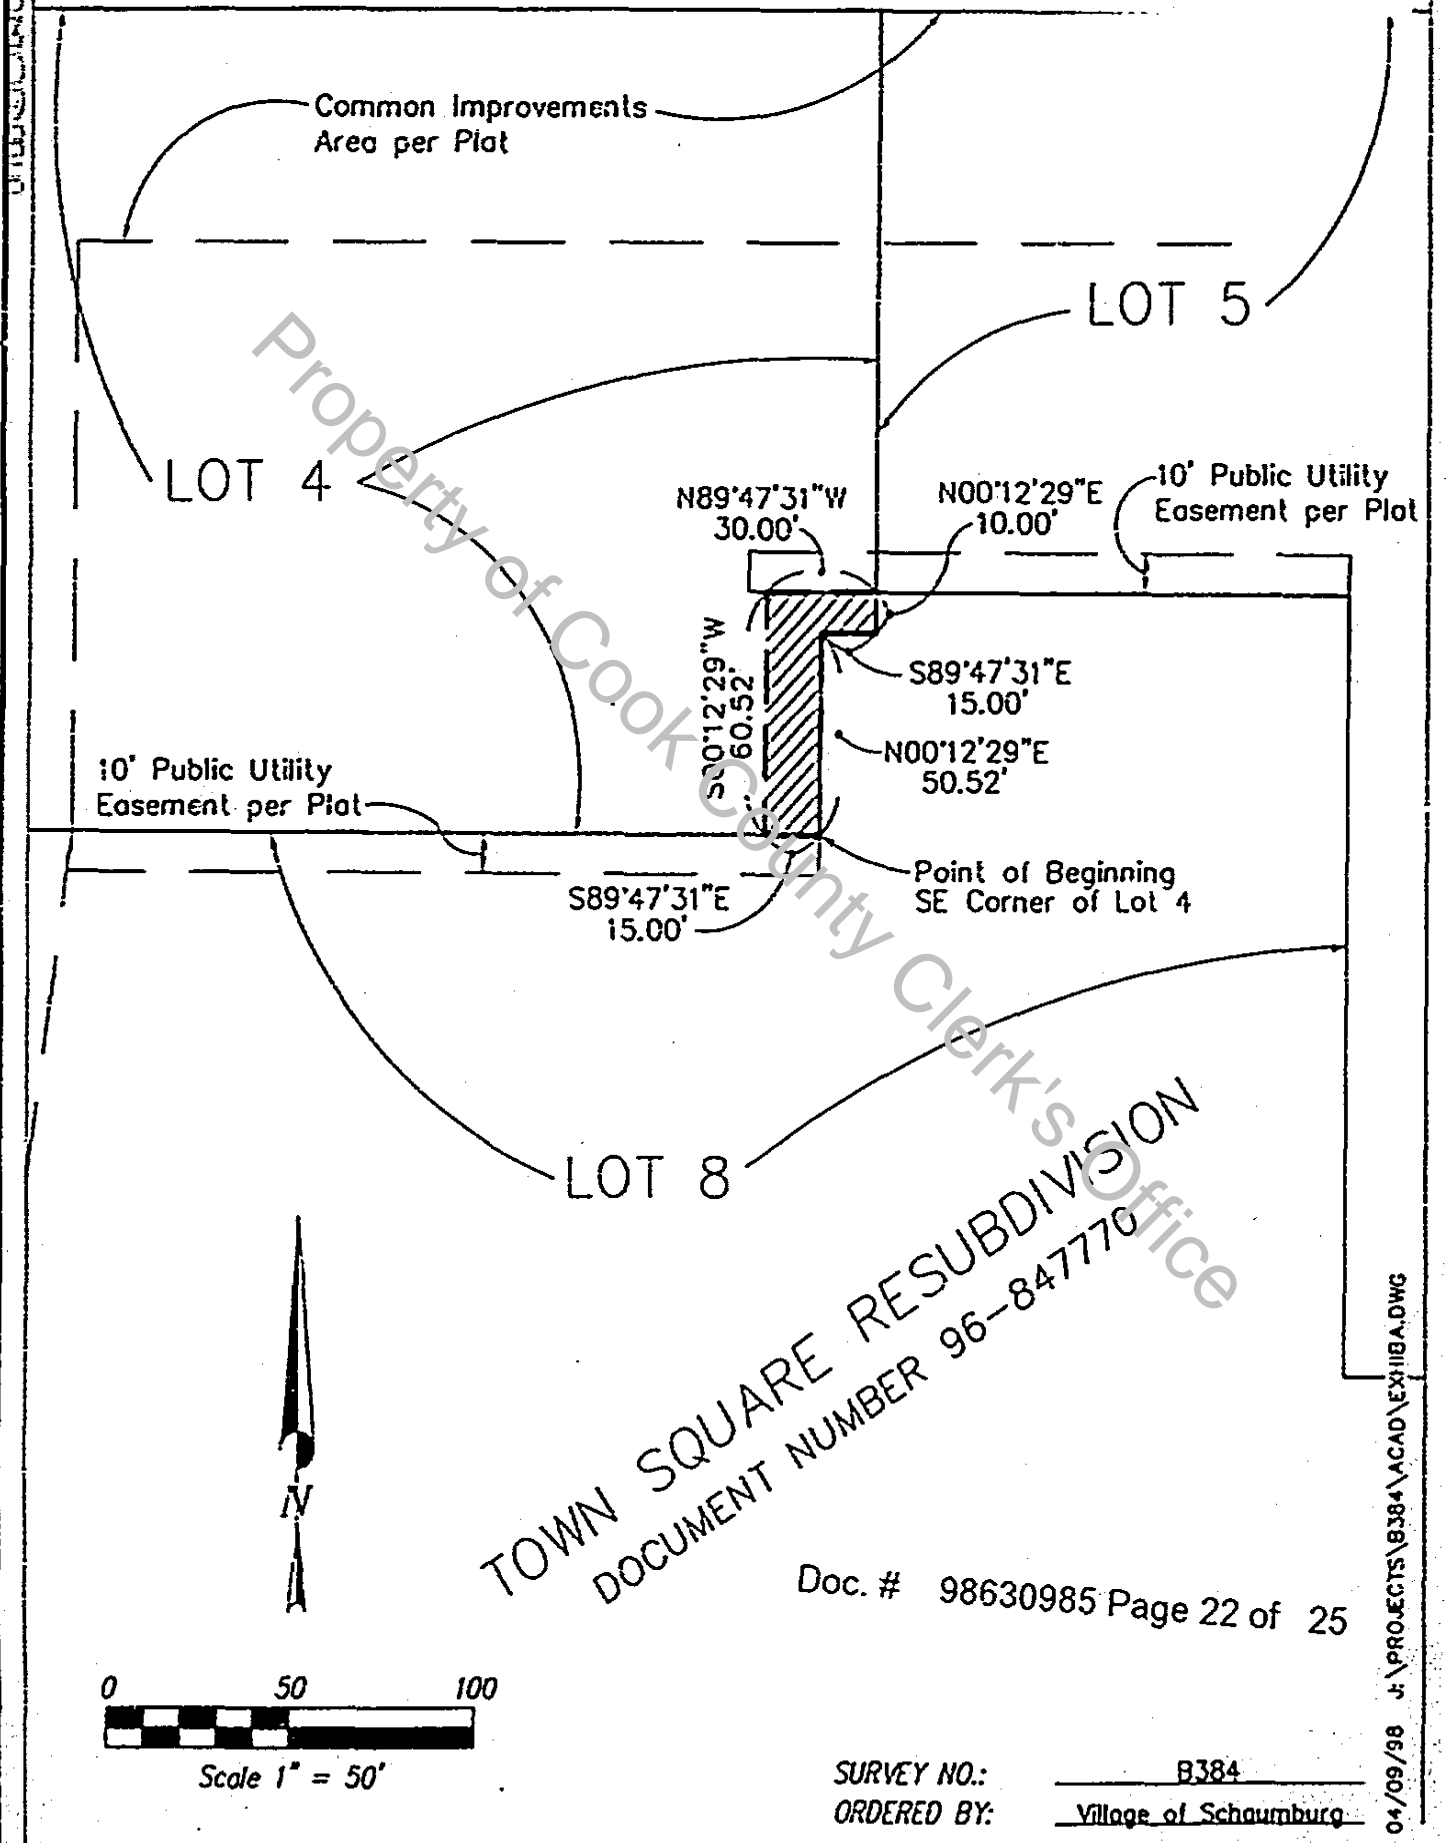 Common Improvements
Area per Plat
LOT 5
LOT 4
N89°47'31"W
30.00'
N00°12'29"E
10.00'
10' Public Utility
Easement per Plat
S00°12'29"W
60.52'
S89°47'31"E
15.00'
N00°12'29"E
50.52'
10' Public Utility
Easement per Plat
Point of Beginning
SE Corner of Lot 4
S89°47'31"E
15.00'
LOT 8
Property of Cook County Clerk's Office
TOWN SQUARE RESUBDIVISION
DOCUMENT NUMBER 96-847770
N
Doc. # 98630985 Page 22 of 25
0 50 100
Scale 1" = 50'
SURVEY NO.: B384
ORDERED BY: Village of Schaumburg
04/09/98 J:\PROJECTS\B384\ACAD\EXHIBA.DWG